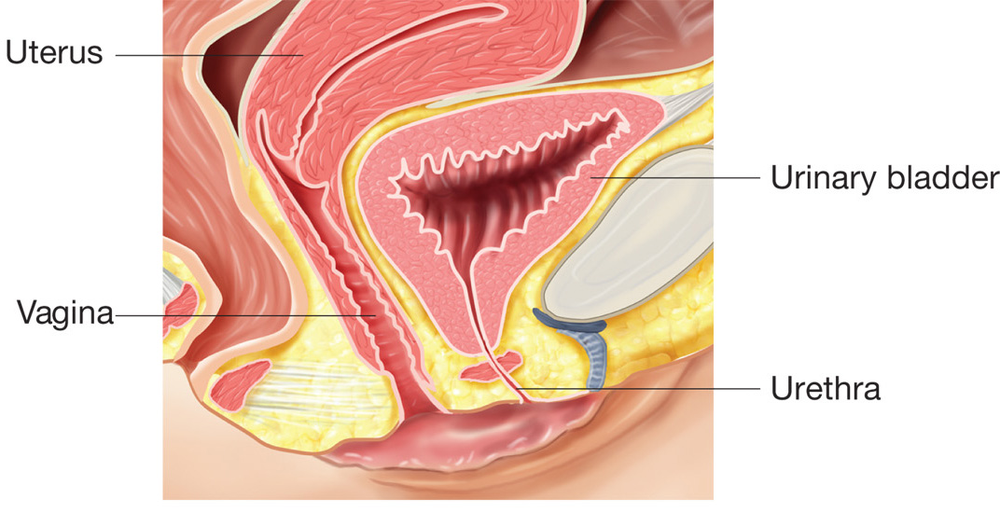 Uterus
Urinary bladder
Vagina
Urethra